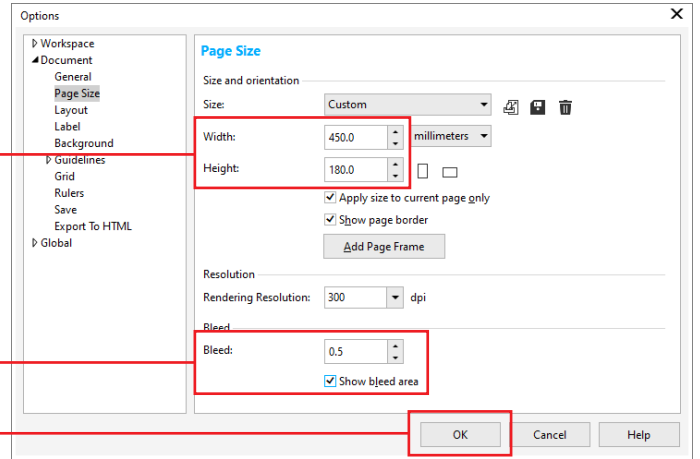 Options
Workspace
Document
General
Page Size
Layout
Label
Background
Guidelines
Grid
Rulers
Save
Export To HTML
Global
Page Size
Size and orientation
Size: Custom
Width: 450.0 millimeters
Height: 180.0
Apply size to current page only
Show page border
Add Page Frame
Resolution
Rendering Resolution: 300 dpi
Bleed
Bleed: 0.5
Show bleed area
OK Cancel Help